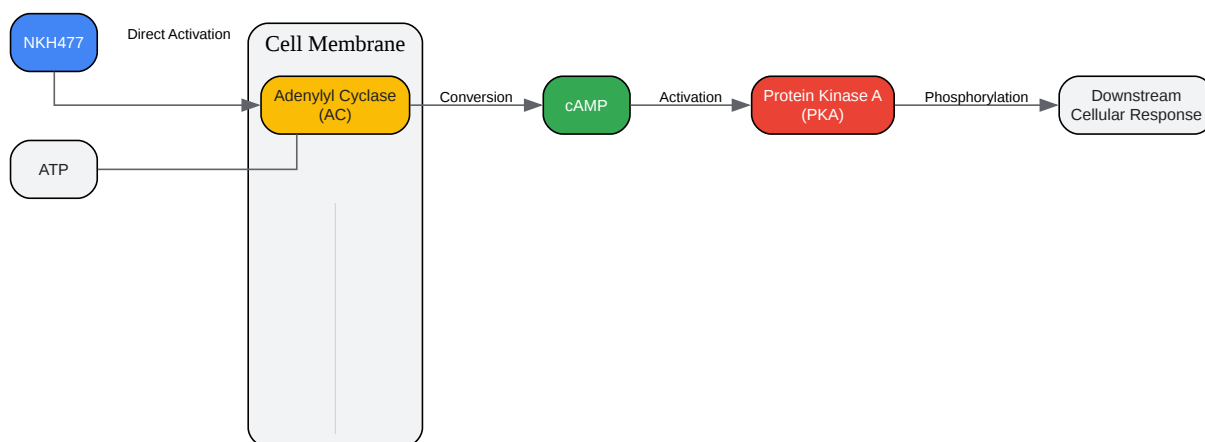 NKH477
Direct Activation
Cell Membrane
Adenylyl Cyclase
(AC)
Conversion
cAMP
Activation
Protein Kinase A
(PKA)
Phosphorylation
Downstream
Cellular Response
ATP